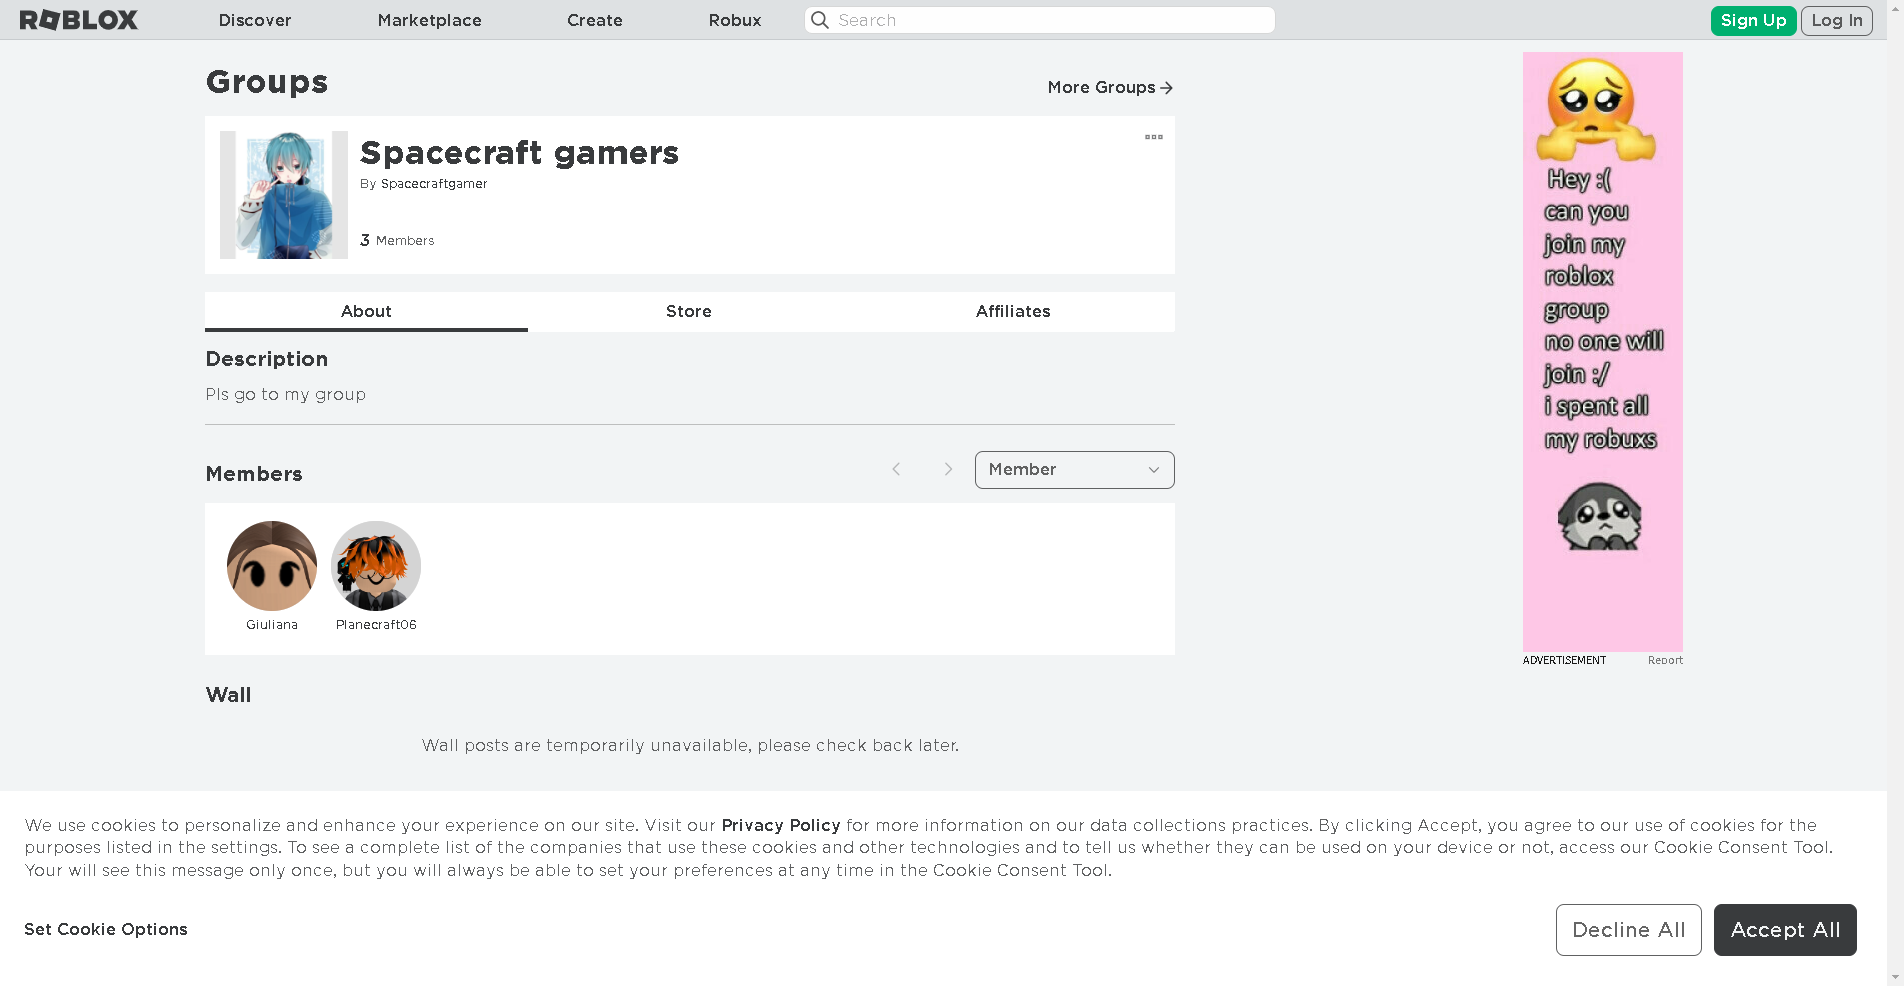 ROBLOX Discover Marketplace Create Robux Search Sign Up Log In
Groups
More Groups
Spacecraft gamers
By Spacecraftgamer
3 Members
About Store Affiliates
Description
Pls go to my group
Members
Member
Giuliana Planecraft06
Wall
Wall posts are temporarily unavailable, please check back later.
Hey :(
can you
join my
roblox
group
no one will
join :/
i spent all
my robuxs
ADVERTISEMENT Report
We use cookies to personalize and enhance your experience on our site. Visit our Privacy Policy for more information on our data collections practices. By clicking Accept, you agree to our use of cookies for the
purposes listed in the settings. To see a complete list of the companies that use these cookies and other technologies and to tell us whether they can be used on your device or not, access our Cookie Consent Tool.
Your will see this message only once, but you will always be able to set your preferences at any time in the Cookie Consent Tool.
Set Cookie Options Decline All Accept All